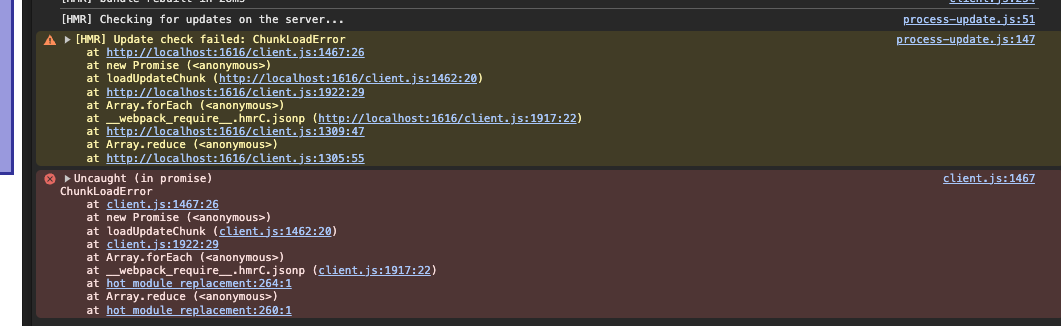 [HMR] bundle rebuilt in 28ms
[HMR] Checking for updates on the server... process-update.js:51
[HMR] Update check failed: ChunkLoadError process-update.js:147
at http://localhost:1616/client.js:1467:26
at new Promise (<anonymous>)
at loadUpdateChunk (http://localhost:1616/client.js:1462:20)
at http://localhost:1616/client.js:1922:29
at Array.forEach (<anonymous>)
at __webpack_require__.hmrC.jsonp (http://localhost:1616/client.js:1917:22)
at http://localhost:1616/client.js:1309:47
at Array.reduce (<anonymous>)
at http://localhost:1616/client.js:1305:55
Uncaught (in promise) client.js:1467
ChunkLoadError
at client.js:1467:26
at new Promise (<anonymous>)
at loadUpdateChunk (client.js:1462:20)
at client.js:1922:29
at Array.forEach (<anonymous>)
at __webpack_require__.hmrC.jsonp (client.js:1917:22)
at hot module replacement:264:1
at Array.reduce (<anonymous>)
at hot module replacement:260:1